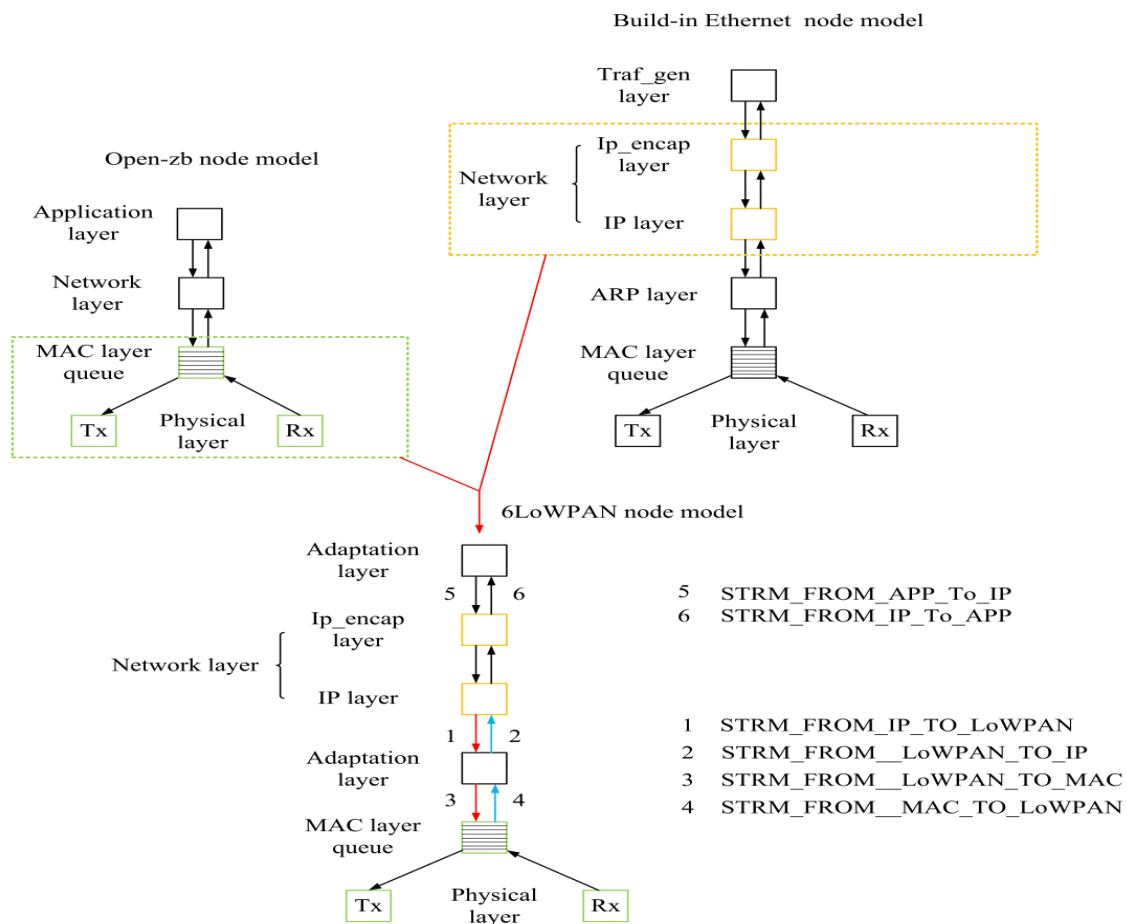 Build-in Ethernet node model
Traf_gen
layer
Ip_encap
layer
Network
layer
IP layer
ARP layer
MAC layer
queue
Tx
Physical
layer
Rx
Open-zb node model
Application
layer
Network
layer
MAC layer
queue
Tx
Physical
layer
Rx
6LoWPAN node model
Adaptation
layer
5
6
Ip_encap
layer
Network layer
IP layer
1
2
Adaptation
layer
3
4
MAC layer
queue
Tx
Physical
layer
Rx
5 STRM_FROM_APP_To_IP
6 STRM_FROM_IP_To_APP
1 STRM_FROM_IP_TO_LoWPAN
2 STRM_FROM__LoWPAN_TO_IP
3 STRM_FROM__LoWPAN_TO_MAC
4 STRM_FROM__MAC_TO_LoWPAN